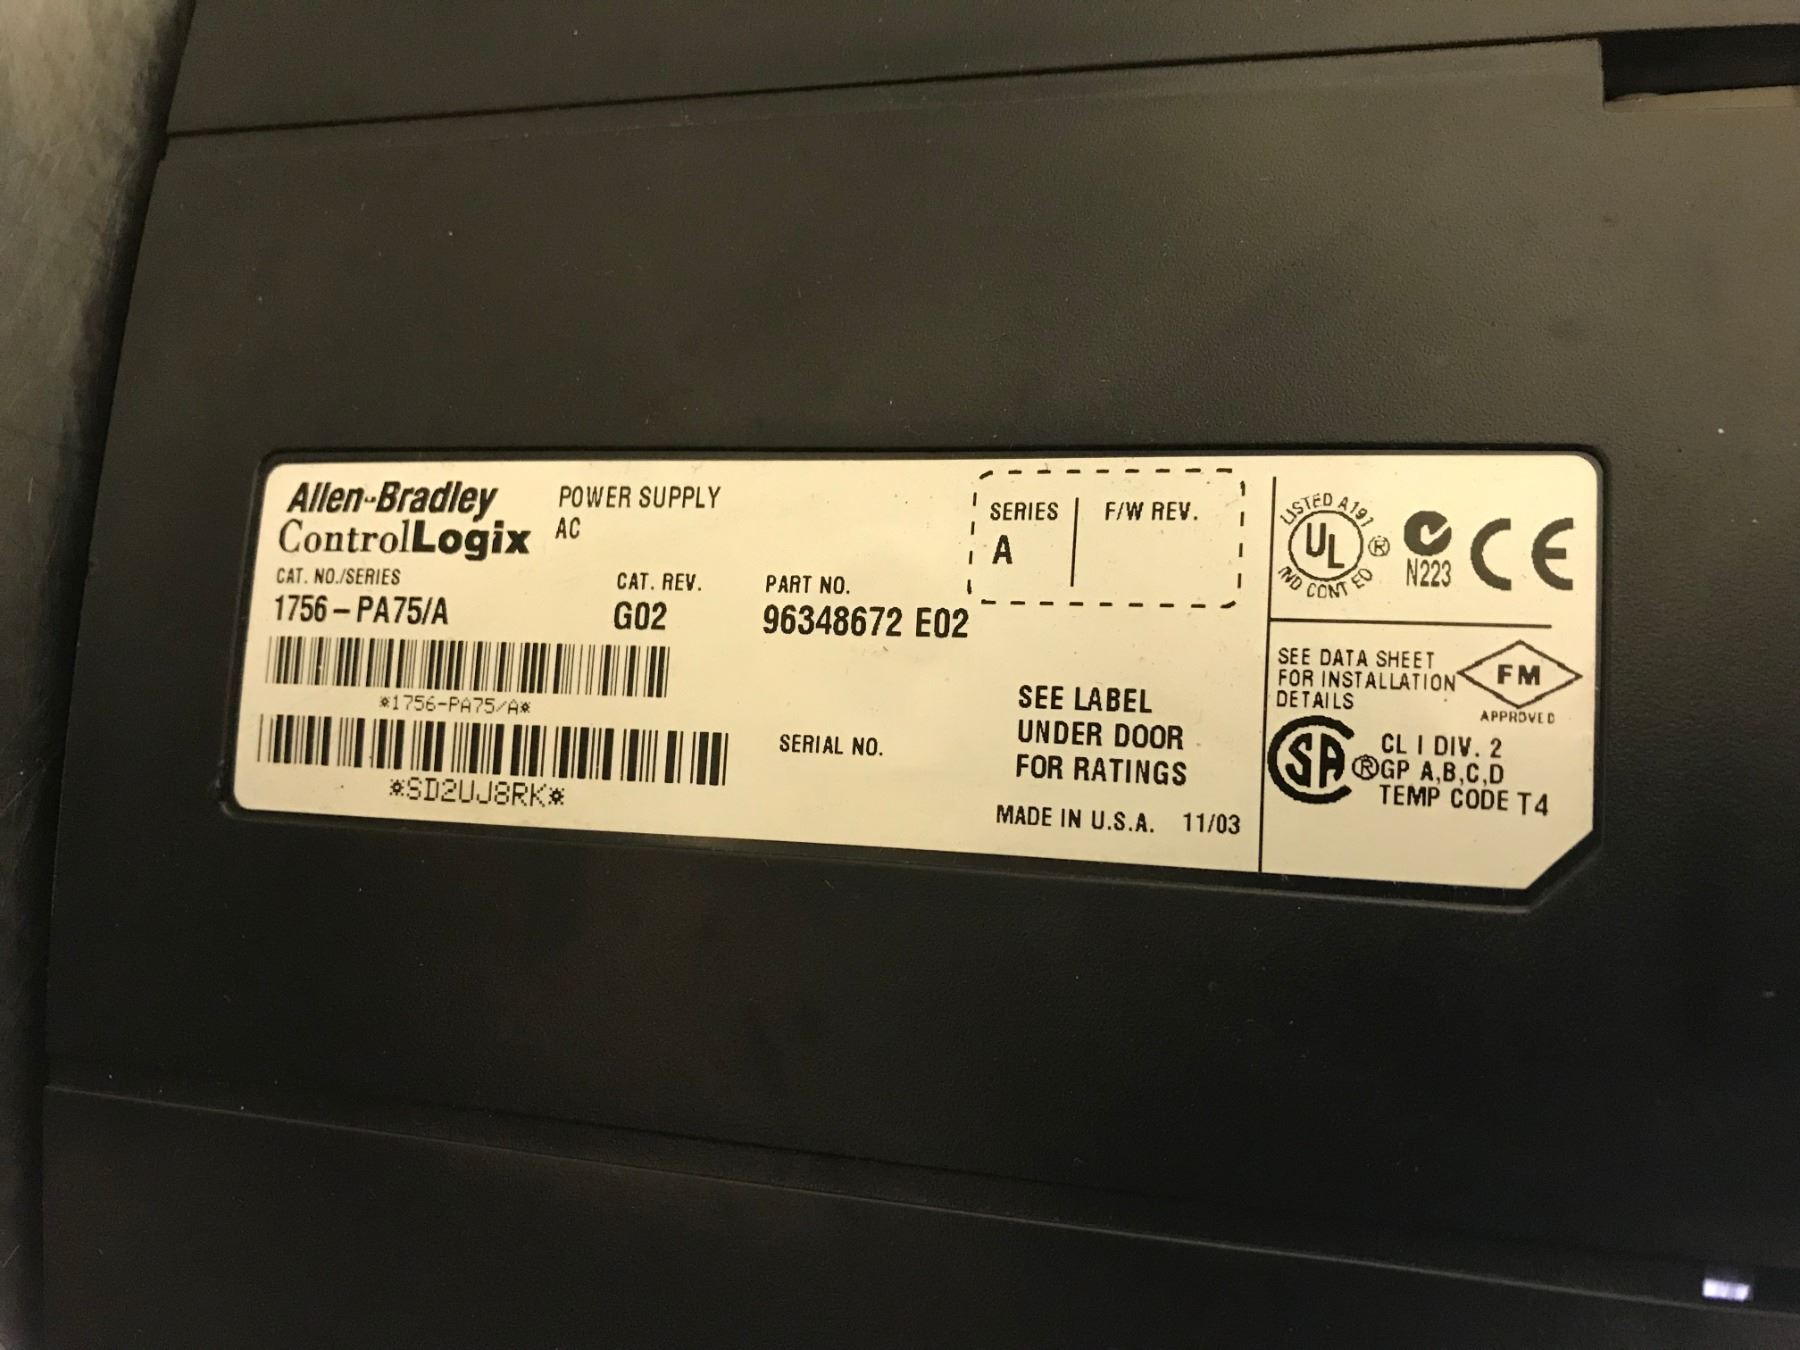 Allen-Bradley
ControlLogix
POWER SUPPLY
AC
CAT. NO./SERIES
1756-PA75/A
CAT. REV.
G02
PART NO.
96348672 E02
*1756-PA75/A*
*SD2UJ8RK*
SERIAL NO.
SERIES
A
F/W REV.
SEE LABEL
UNDER DOOR
FOR RATINGS
MADE IN U.S.A. 11/03
LISTED A197
UL ®
IND CONT EQ
N223
CE
SEE DATA SHEET
FOR INSTALLATION
DETAILS
FM
APPROVED
SA ®
CL I DIV. 2
GP A,B,C,D
TEMP CODE T4